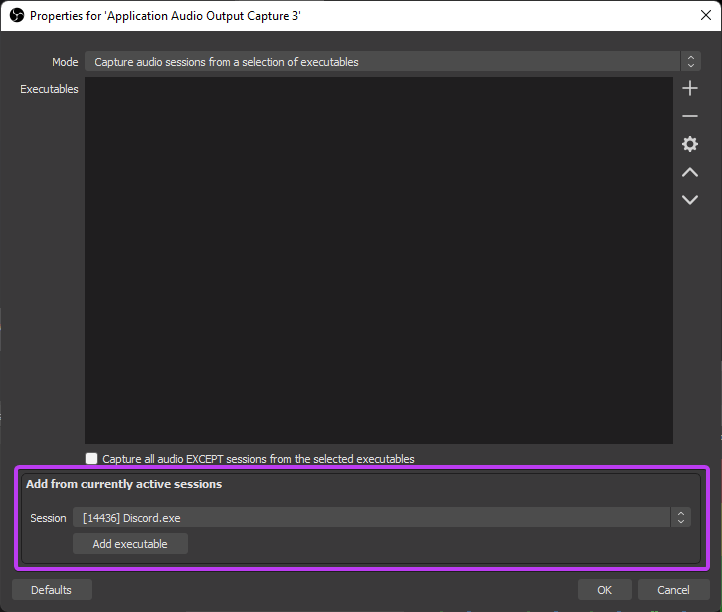 Properties for 'Application Audio Output Capture 3'
Mode Capture audio sessions from a selection of executables
Executables
Capture all audio EXCEPT sessions from the selected executables
Add from currently active sessions
Session [14436] Discord.exe
Add executable
Defaults OK Cancel